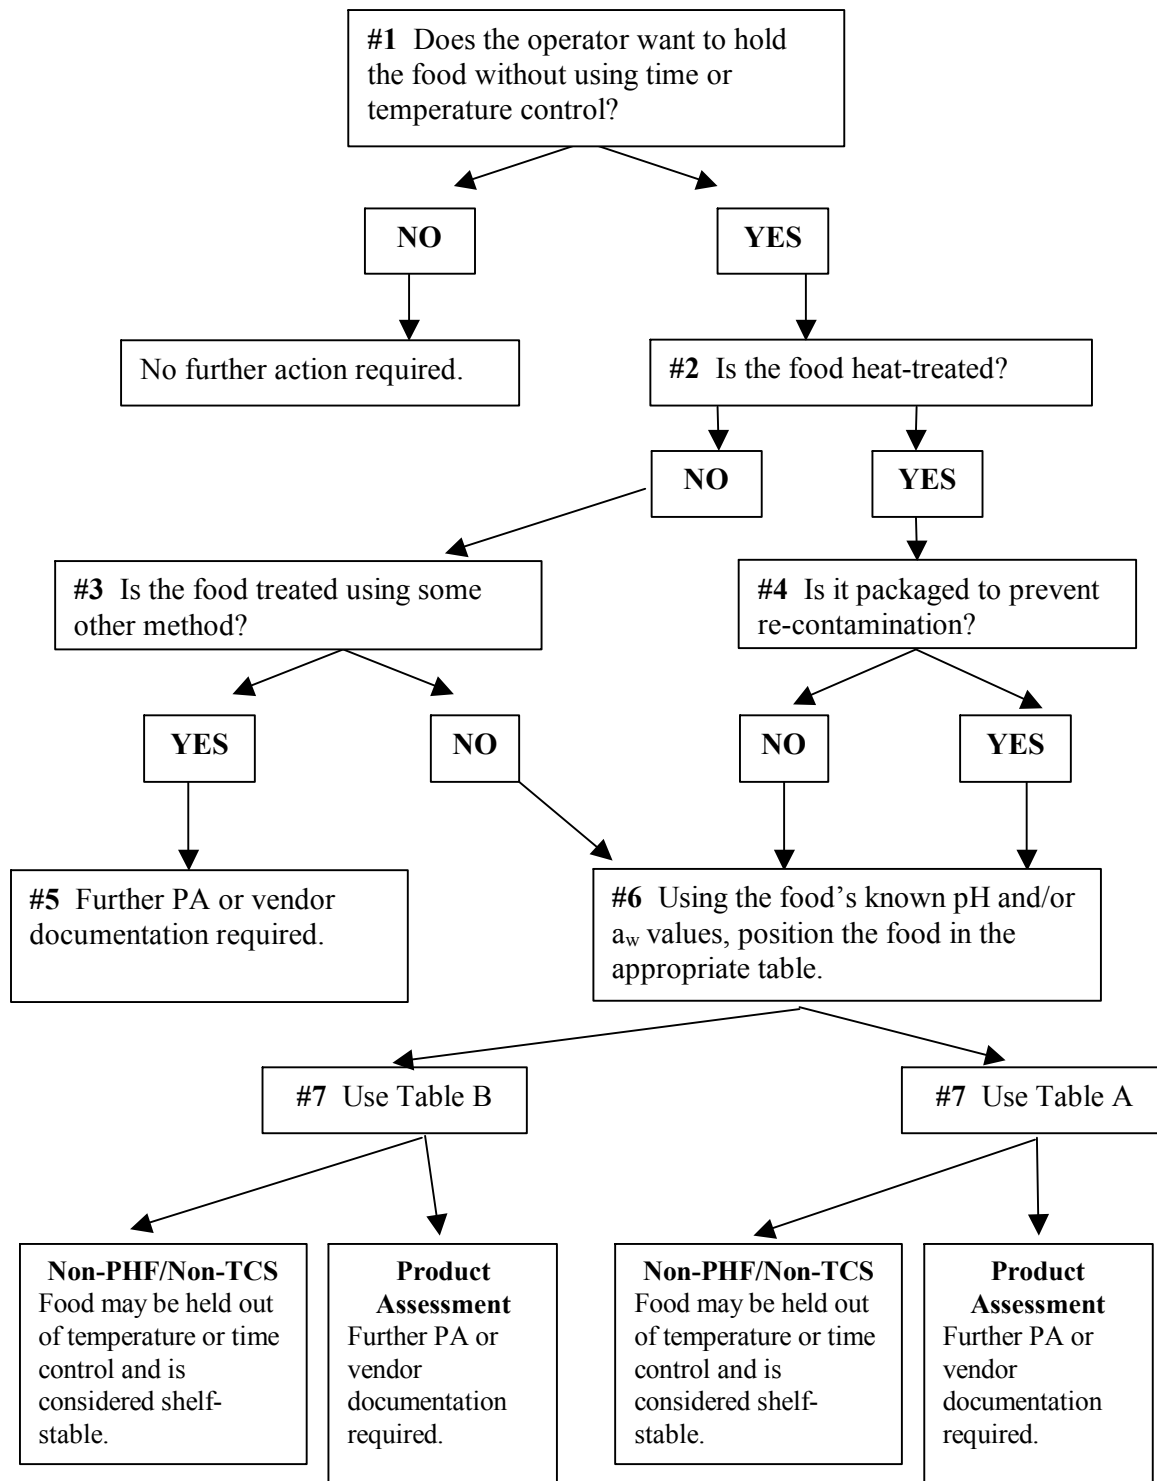 #1 Does the operator want to hold
the food without using time or
temperature control?
NO
YES
No further action required.
#2 Is the food heat-treated?
NO
YES
#3 Is the food treated using some
other method?
#4 Is it packaged to prevent
re-contamination?
YES
NO
NO
YES
#5 Further PA or vendor
documentation required.
#6 Using the food’s known pH and/or
aw values, position the food in the
appropriate table.
#7 Use Table B
#7 Use Table A
Non-PHF/Non-TCS
Food may be held out
of temperature or time
control and is
considered shelf-
stable.
Product
Assessment
Further PA or
vendor
documentation
required.
Non-PHF/Non-TCS
Food may be held out
of temperature or time
control and is
considered shelf-
stable.
Product
Assessment
Further PA or
vendor
documentation
required.